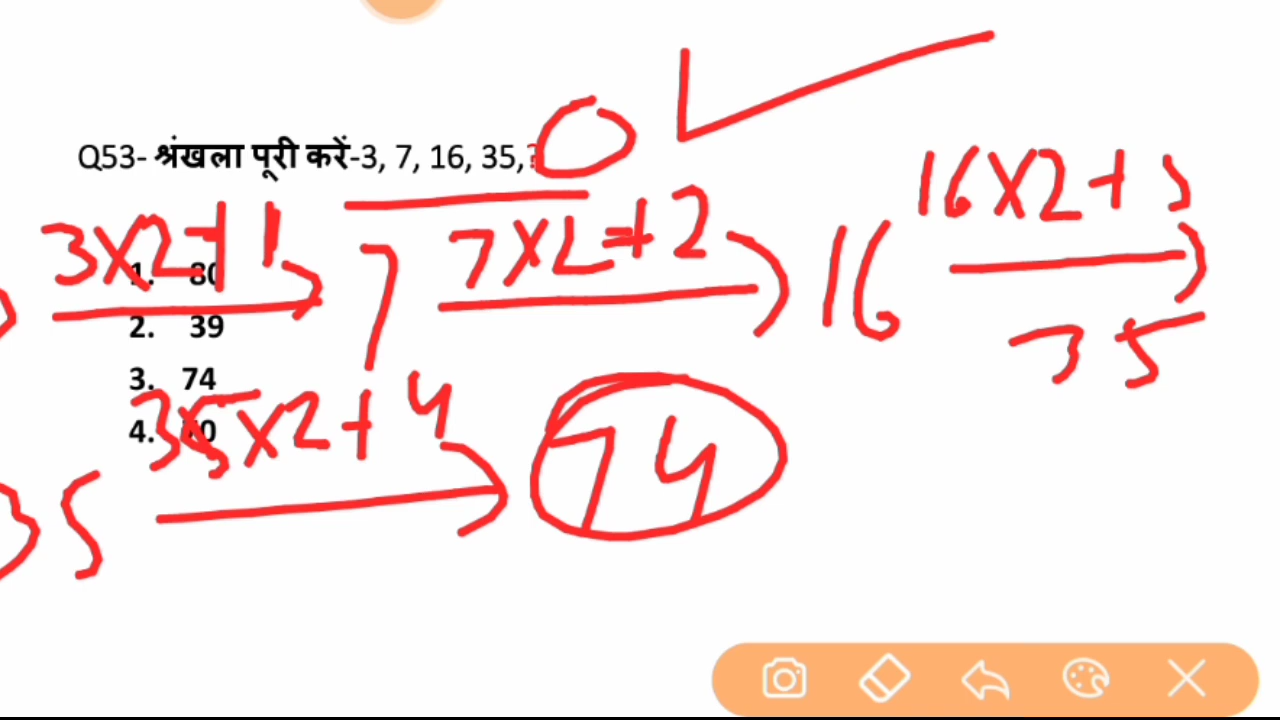 Q53- श्रंखला पूरी करें-3, 7, 16, 35,?
16x2+3
3x2+1 7 7x2+2 16
1. 80
35
2. 39
3. 74
35x2+4 74
4.
35